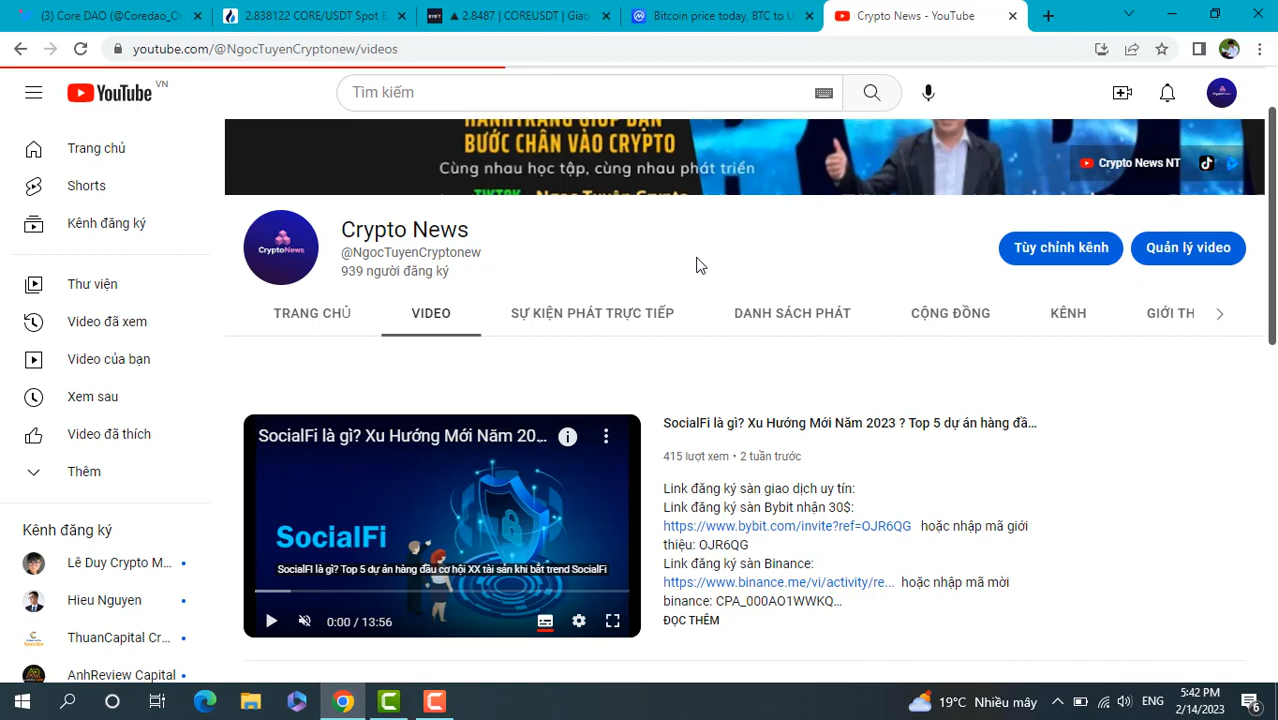 (3) Core DAO (@Coredao_O
2.838122 CORE/USDT Spot E
▲ 2.8487 | COREUSDT | Giao
Bitcoin price today, BTC to U
Crypto News - YouTube
youtube.com/@NgocTuyenCryptonew/videos
YouTube VN
Tìm kiếm
Trang chủ
Shorts
Kênh đăng ký
Thư viện
Video đã xem
Video của bạn
Xem sau
Video đã thích
Thêm
Kênh đăng ký
Lê Duy Crypto M...
Hieu Nguyen
ThuanCapital Cr...
AnhReview Capital
HÀNH TRANG GIÚP BẠN
BƯỚC CHÂN VÀO CRYPTO
Cùng nhau học tập, cùng nhau phát triển
TIKTOK Ngọc Tuyên Crypto
Crypto News NT
CryptoNews
Crypto News
@NgocTuyenCryptonew
939 người đăng ký
Tùy chỉnh kênh
Quản lý video
TRANG CHỦ
VIDEO
SỰ KIỆN PHÁT TRỰC TIẾP
DANH SÁCH PHÁT
CỘNG ĐỒNG
KÊNH
GIỚI TH
SocialFi là gì? Xu Hướng Mới Năm 20...
SocialFi
SocialFI là gì? Top 5 dự án hàng đầu cơ hội XX tài sản khi bắt trend SocialFi
0:00 / 13:56
SocialFi là gì? Xu Hướng Mới Năm 2023 ? Top 5 dự án hàng đầ...
415 lượt xem • 2 tuần trước
Link đăng ký sàn giao dịch uy tín:
Link đăng ký sàn Bybit nhận 30$:
https://www.bybit.com/invite?ref=OJR6QG hoặc nhập mã giới
thiệu: OJR6QG
Link đăng ký sàn Binance:
https://www.binance.me/vi/activity/re... hoặc nhập mã mời
binance: CPA_000AO1WWKQ...
ĐỌC THÊM
19°C Nhiều mây
ENG
5:42 PM
2/14/2023
6